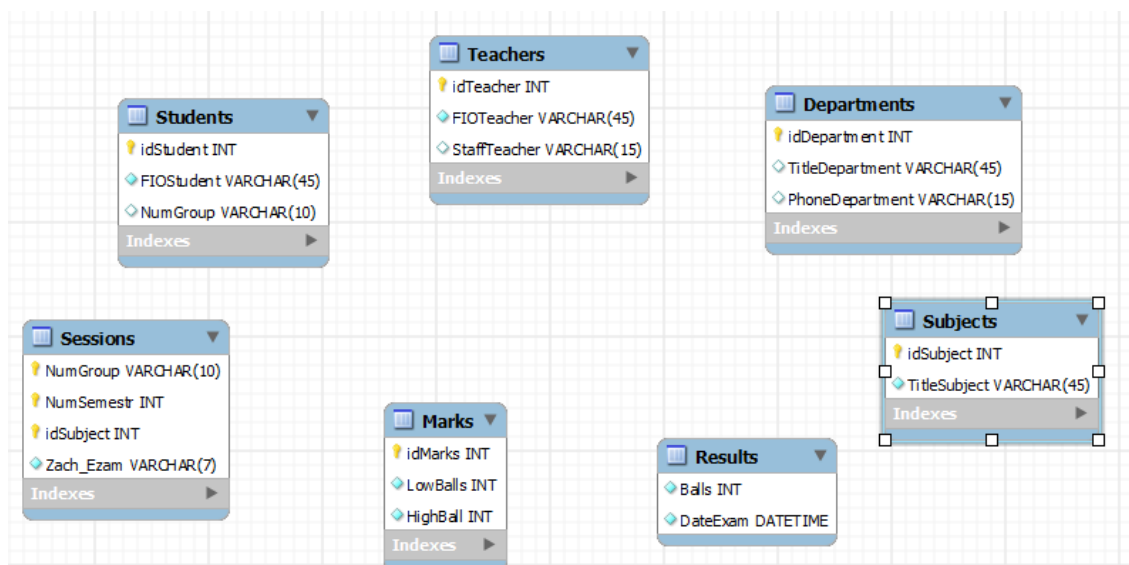 Teachers
idTeacher INT
FIOTeacher VARCHAR(45)
StaffTeacher VARCHAR(15)
Indexes
Departments
idDepartment INT
TitleDepartment VARCHAR(45)
PhoneDepartment VARCHAR(15)
Indexes
Students
idStudent INT
FIOStudent VARCHAR(45)
NumGroup VARCHAR(10)
Indexes
Subjects
idSubject INT
TitleSubject VARCHAR(45)
Indexes
Sessions
NumGroup VARCHAR(10)
NumSemestr INT
idSubject INT
Zach_Ezam VARCHAR(7)
Indexes
Marks
idMarks INT
LowBalls INT
HighBall INT
Indexes
Results
Balls INT
DateExam DATETIME